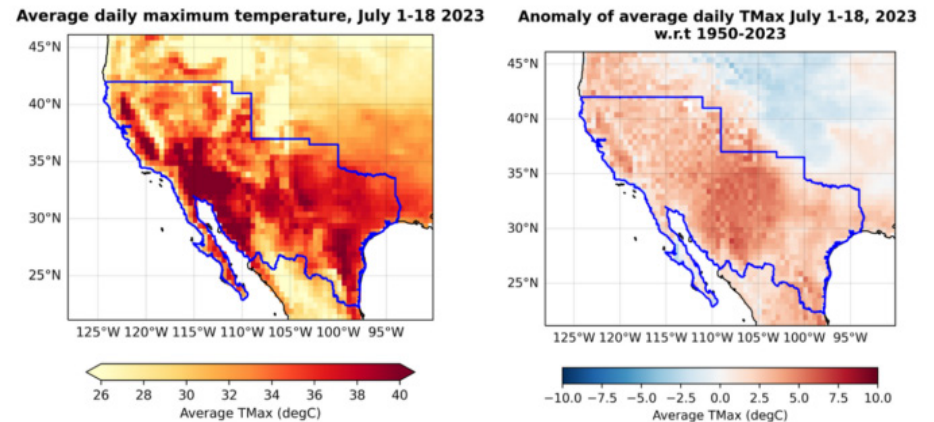 Average daily maximum temperature, July 1-18 2023
45°N
40°N
35°N
30°N
25°N
125°W 120°W 115°W 110°W 105°W 100°W 95°W
26 28 30 32 34 36 38 40
Average TMax (degC)
Anomaly of average daily TMax July 1-18, 2023
w.r.t 1950-2023
45°N
40°N
35°N
30°N
25°N
125°W 120°W 115°W 110°W 105°W 100°W 95°W
−10.0 −7.5 −5.0 −2.5 0.0 2.5 5.0 7.5 10.0
Average TMax (degC)